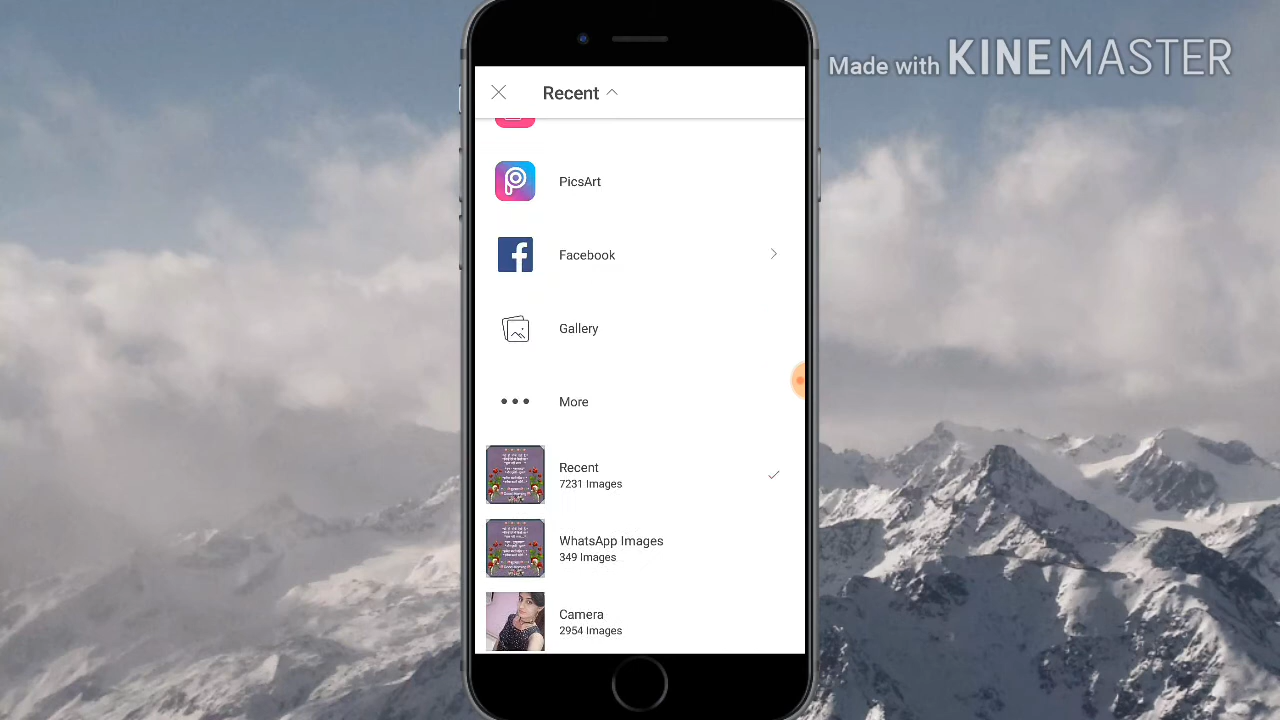 Made with KINEMASTER
Recent
PicsArt
Facebook
Gallery
More
Recent
7231 Images
WhatsApp Images
349 Images
Camera
2954 Images